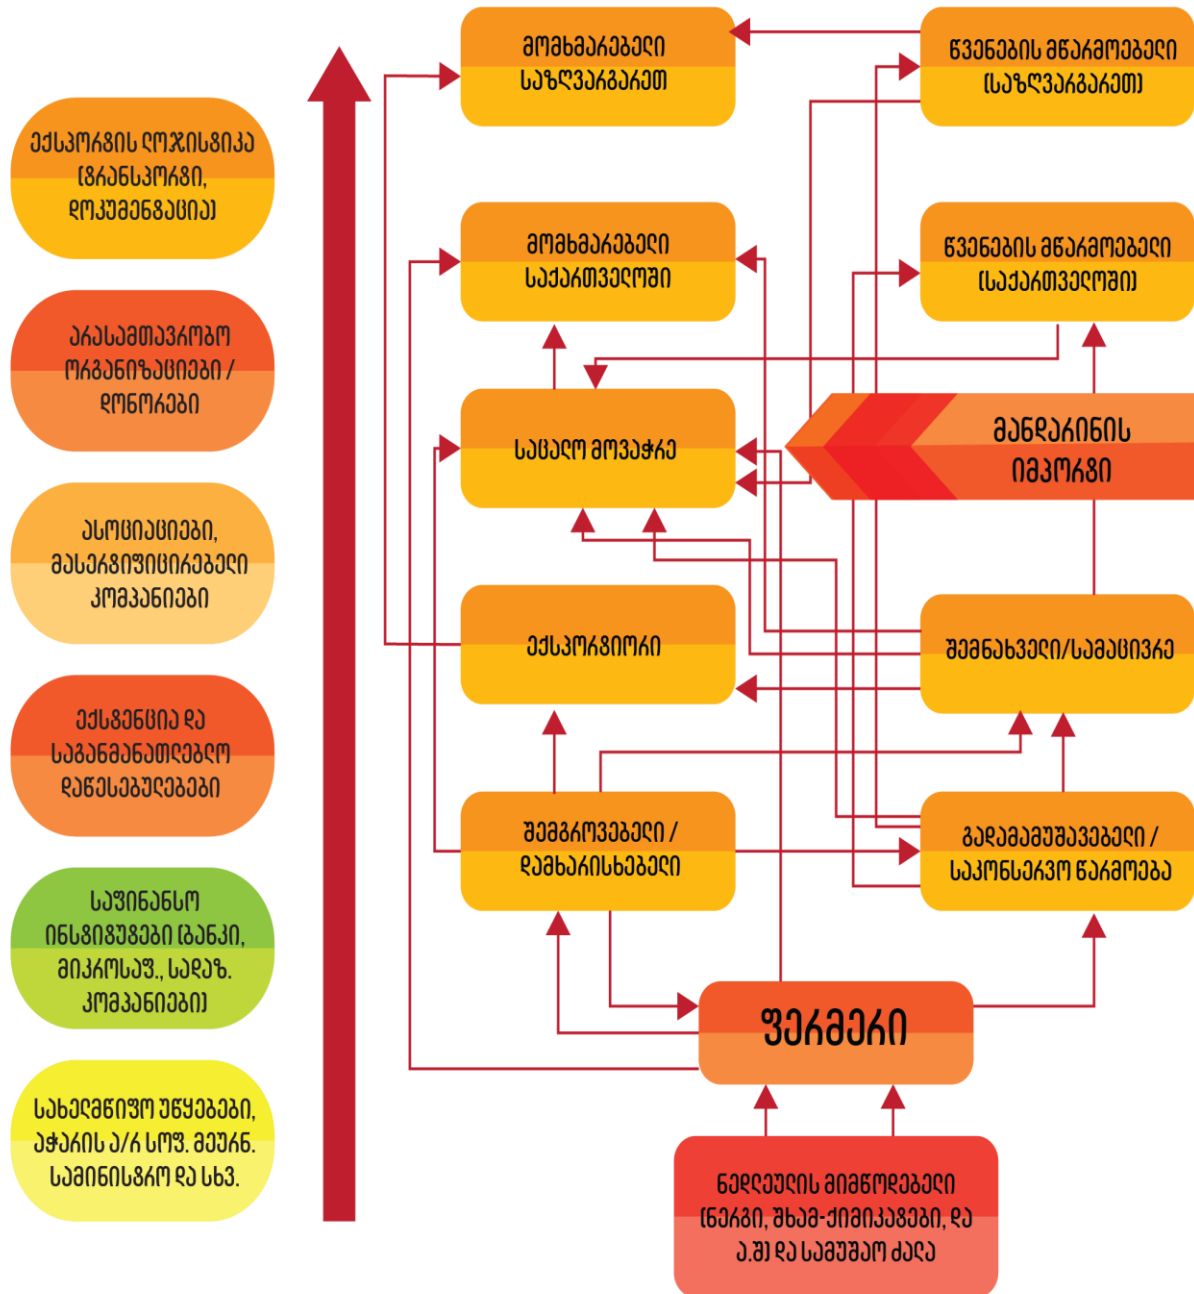 ექსპორტის ლოჯისტიკა
(ტრანსპორტი,
დოკუმენტაცია)
არასამთავრობო
ორგანიზაციები /
დონორები
ასოციაციები,
მასერტიფიცირებელი
კომპანიები
ექსტენცია და
საგანმანათლებლო
დაწესებულებები
საფინანსო
ინსტიტუტები (ბანკი,
მიკროსაფ., სადაზ.
კომპანიები)
სახელმწიფო უწყებები,
აჭარის ა/რ სოფ. მეურნ.
სამინისტრო და სხვ.
მომხმარებელი
საზღვარგარეთ
წვენების მწარმოებელი
(საზღვარგარეთ)
მომხმარებელი
საქართველოში
წვენების მწარმოებელი
(საქართველოში)
საცალო მოვაჭრე
მანდარინის
იმპორტი
ექსპორტიორი
შემნახველი/სამაცივრე
შემგროვებელი /
დამხარისხებელი
გადამამუშავებელი /
საკონსერვო წარმოება
ფერმერი
ნედლეულის მიმწოდებელი
(ნერგი, შხამ-ქიმიკატები, და
ა.შ) და სამუშაო ძალა